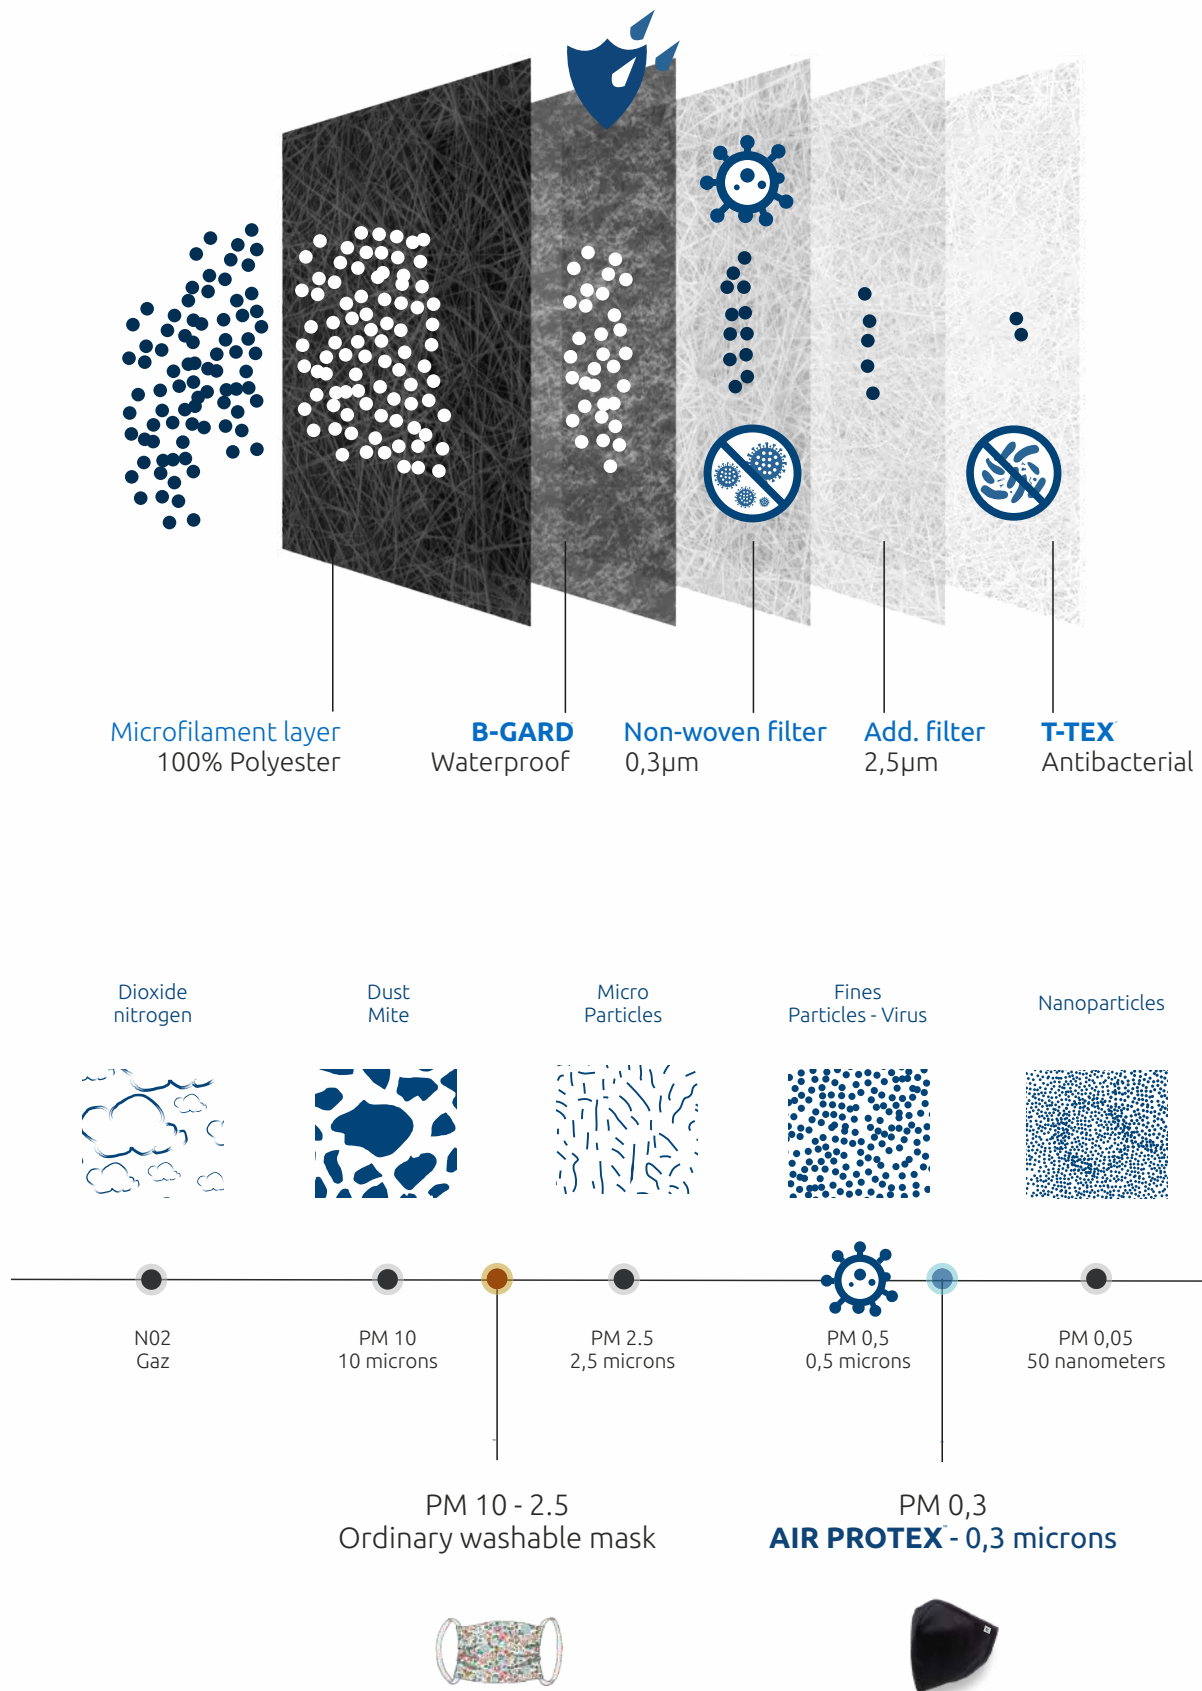 Microfilament layer
100% Polyester
B-GARD
Waterproof
Non-woven filter
0,3µm
Add. filter
2,5µm
T-TEX
Antibacterial
Dioxide
nitrogen
Dust
Mite
Micro
Particles
Fines
Particles - Virus
Nanoparticles
N02
Gaz
PM 10
10 microns
PM 2.5
2,5 microns
PM 0,5
0,5 microns
PM 0,05
50 nanometers
PM 10 - 2.5
Ordinary washable mask
PM 0,3
AIR PROTEX™ - 0,3 microns